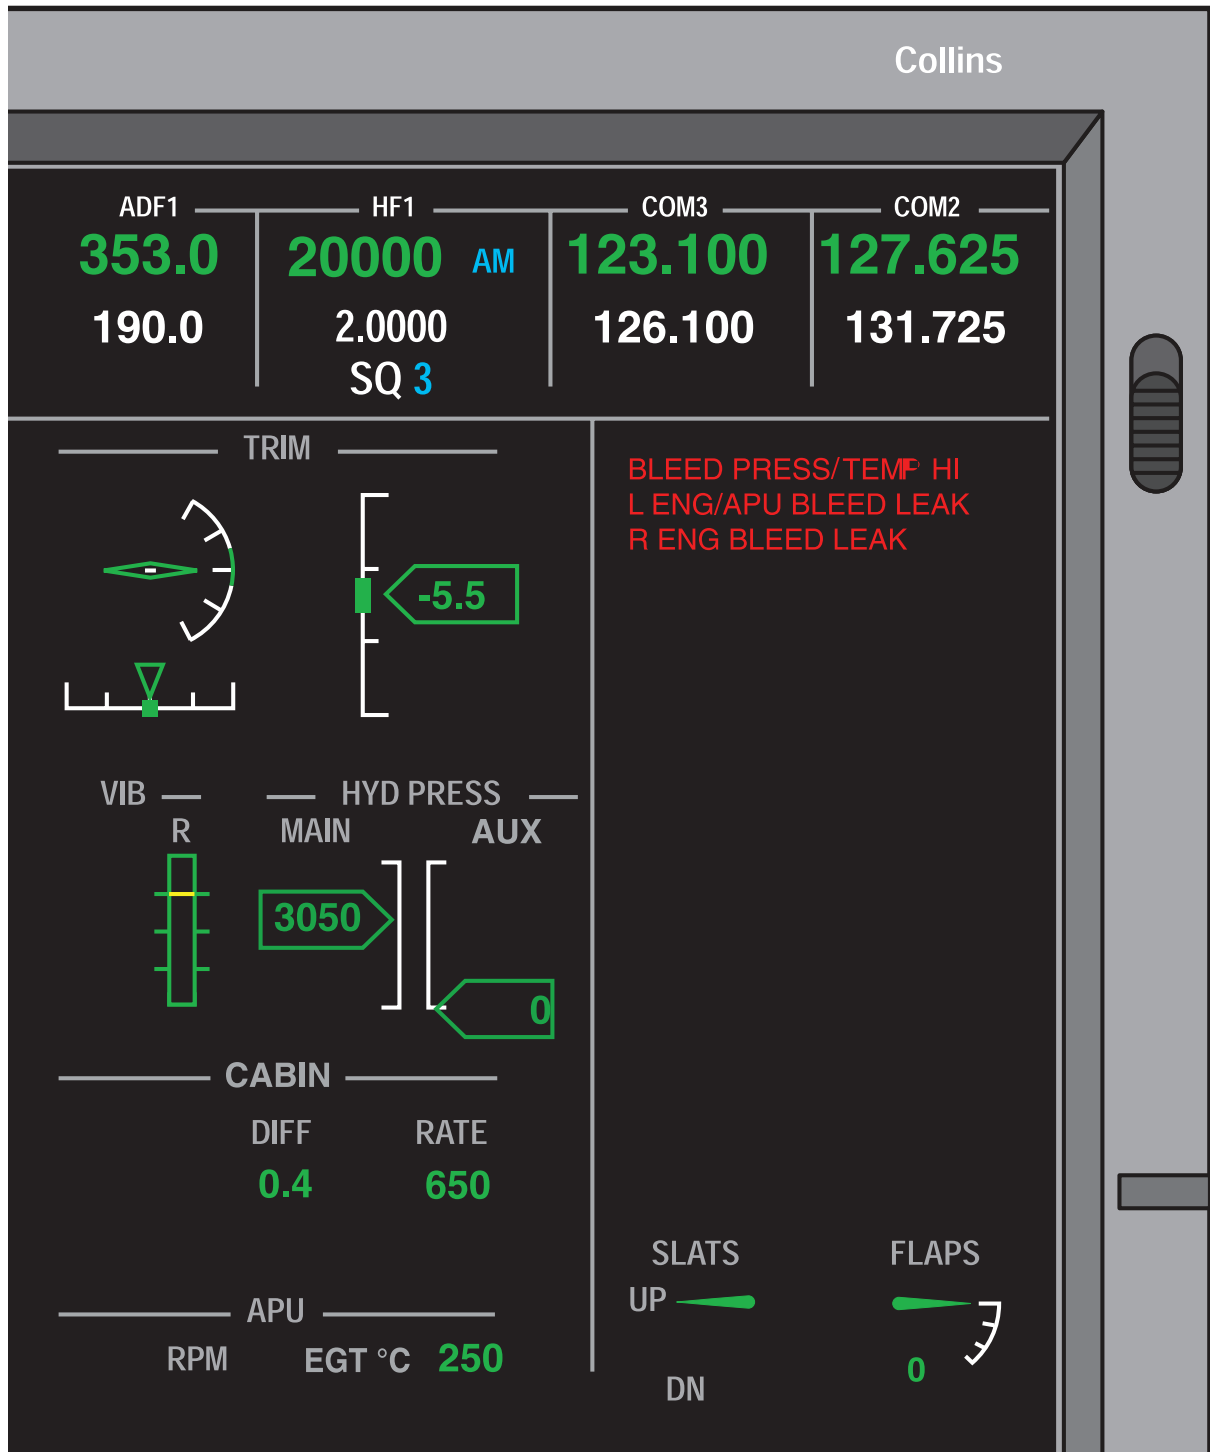 Collins
ADF1 HF1 COM3 COM2
353.0 20000 AM 123.100 127.625
190.0 2.0000 126.100 131.725
SQ 3
TRIM
BLEED PRESS/TEMP HI
L ENG/APU BLEED LEAK
R ENG BLEED LEAK
-5.5
VIB HYD PRESS
R MAIN AUX
3050
0
CABIN
DIFF RATE
0.4 650
SLATS FLAPS
UP
APU
RPM EGT °C 250
0
DN